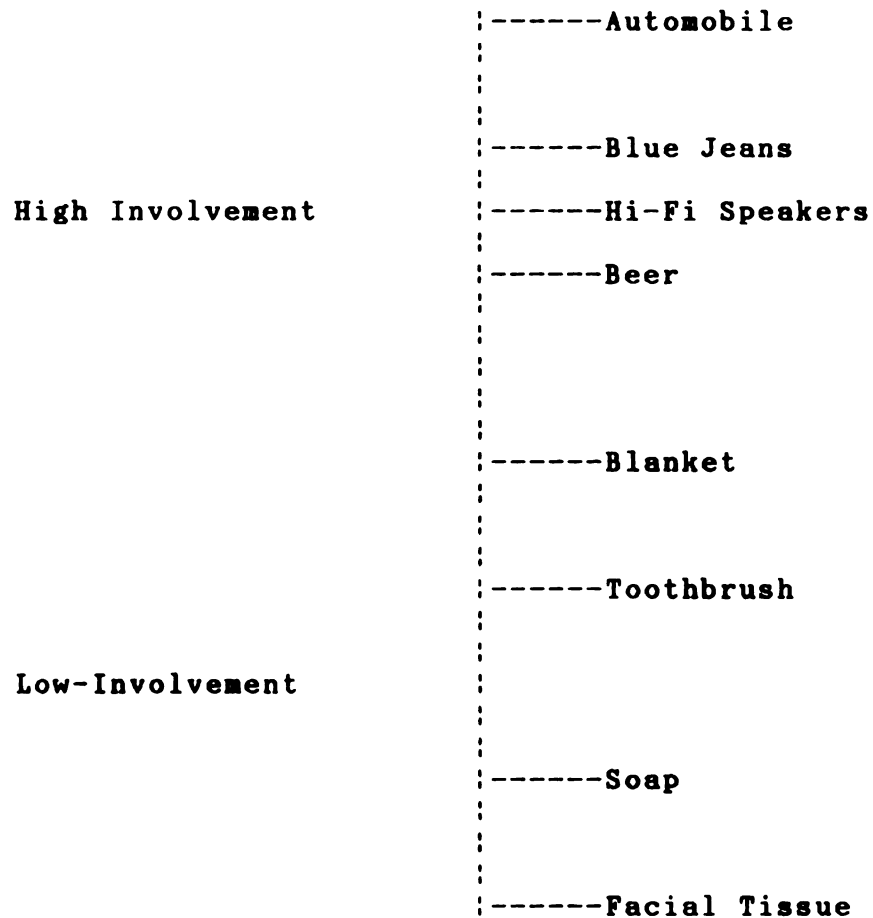 Automobile
Blue Jeans
High Involvement Hi-Fi Speakers
Beer
Blanket
Toothbrush
Low-Involvement
Soap
Facial Tissue